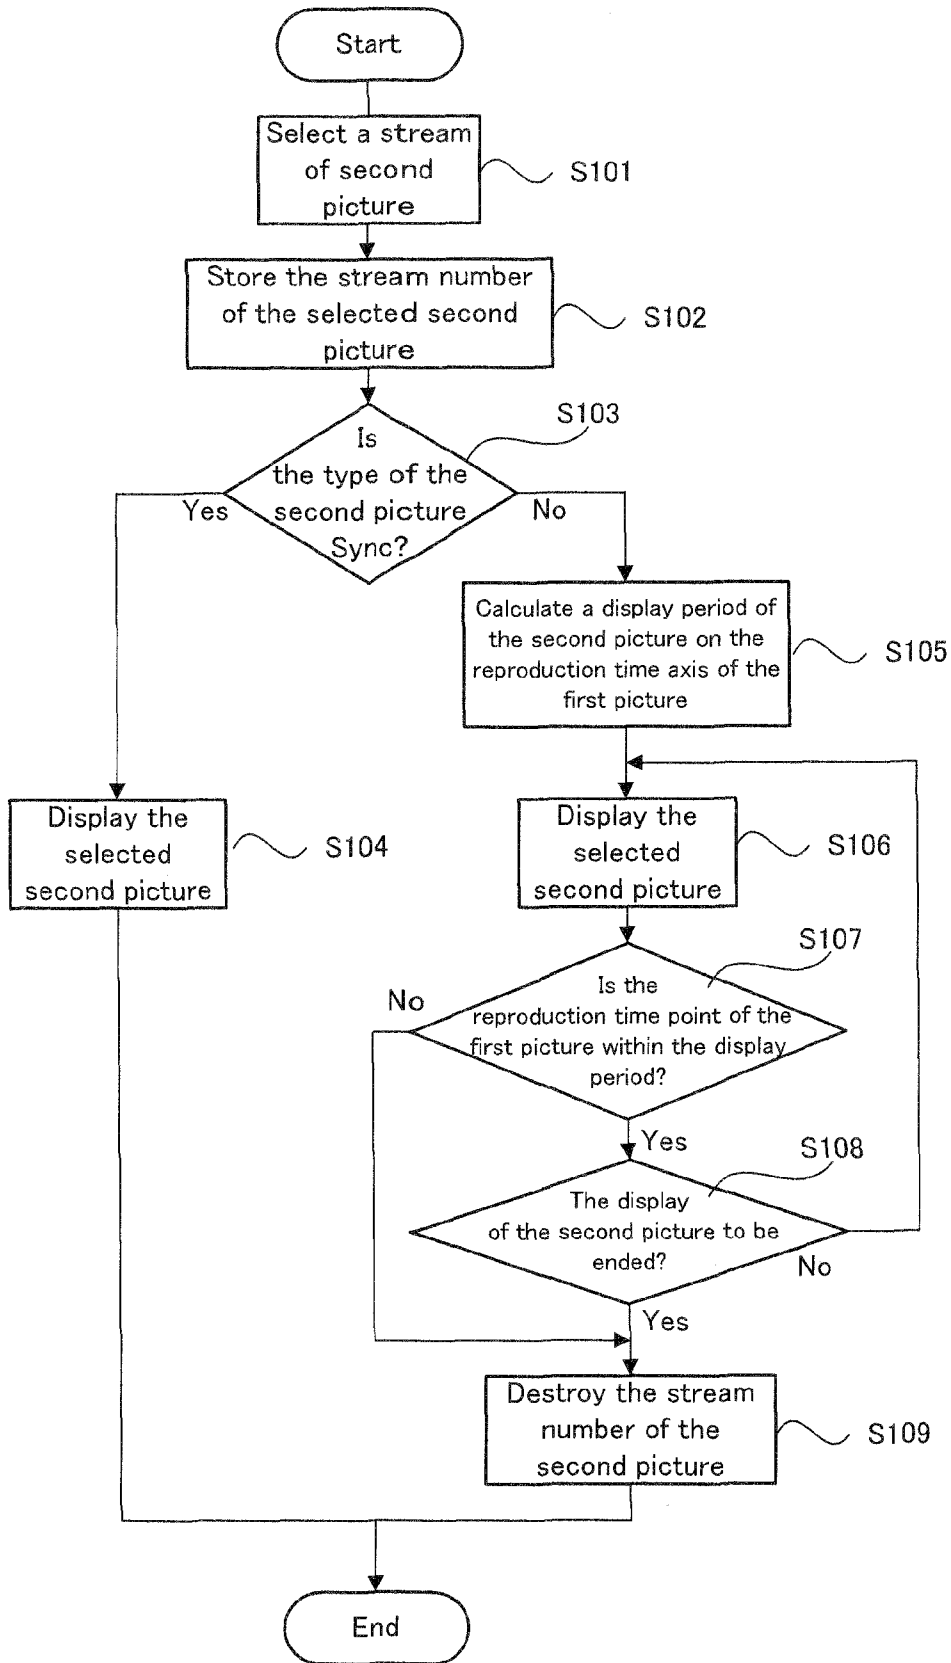 Start
Select a stream
of second
picture
S101
Store the stream number
of the selected second
picture
S102
Is
the type of the
second picture
Sync?
S103
Yes
No
Calculate a display period of
the second picture on the
reproduction time axis of the
first picture
S105
Display the
selected
second picture
S104
Display the
selected
second picture
S106
Is the
reproduction time point of the
first picture within the display
period?
S107
No
Yes
The display
of the second picture to be
ended?
S108
No
Yes
Destroy the stream
number of the
second picture
S109
End